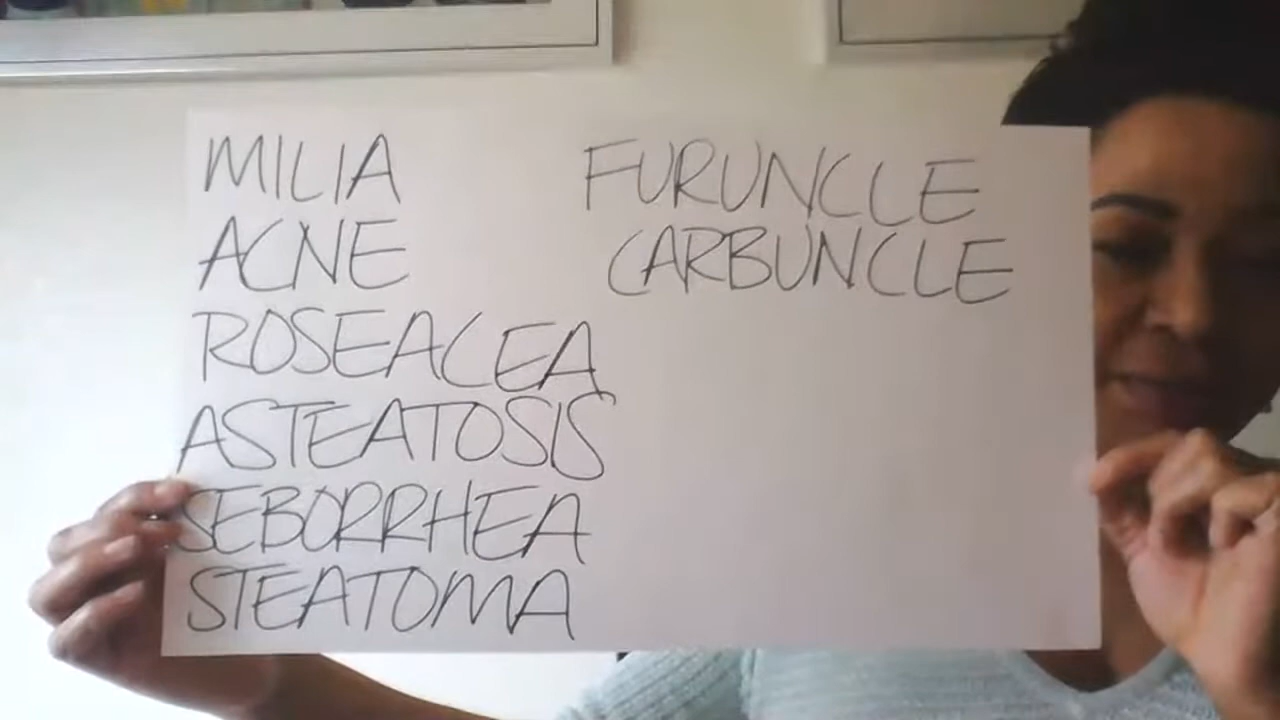 MILIA
ACNE
ROSEACEA
ASTEATOSIS
SEBORRHEA
STEATOMA
FURUNCLE
CARBUNCLE